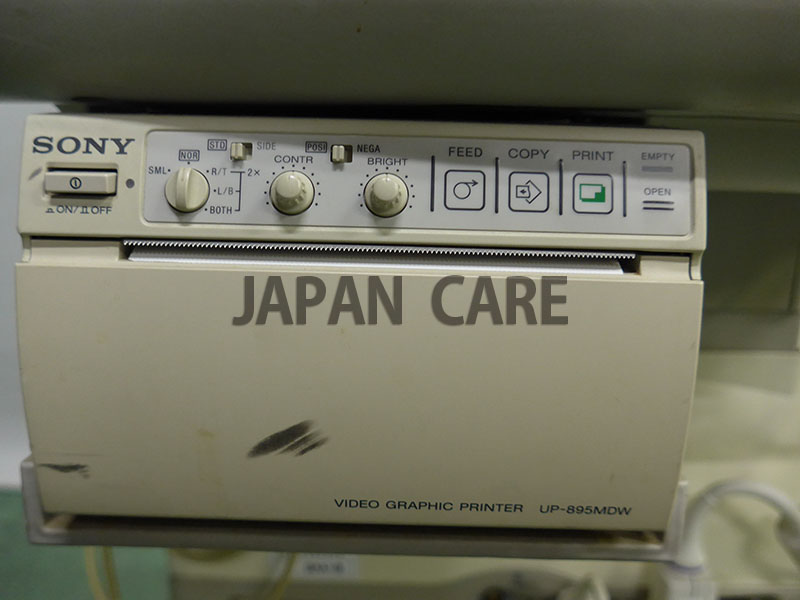 SONY
ON/ OFF
STD SIDE
POSI NEGA
NOR
SML
R/T
L/B
BOTH
2×
CONTR
BRIGHT
FEED
COPY
PRINT
EMPTY
OPEN
JAPAN CARE
VIDEO GRAPHIC PRINTER UP-895MDW